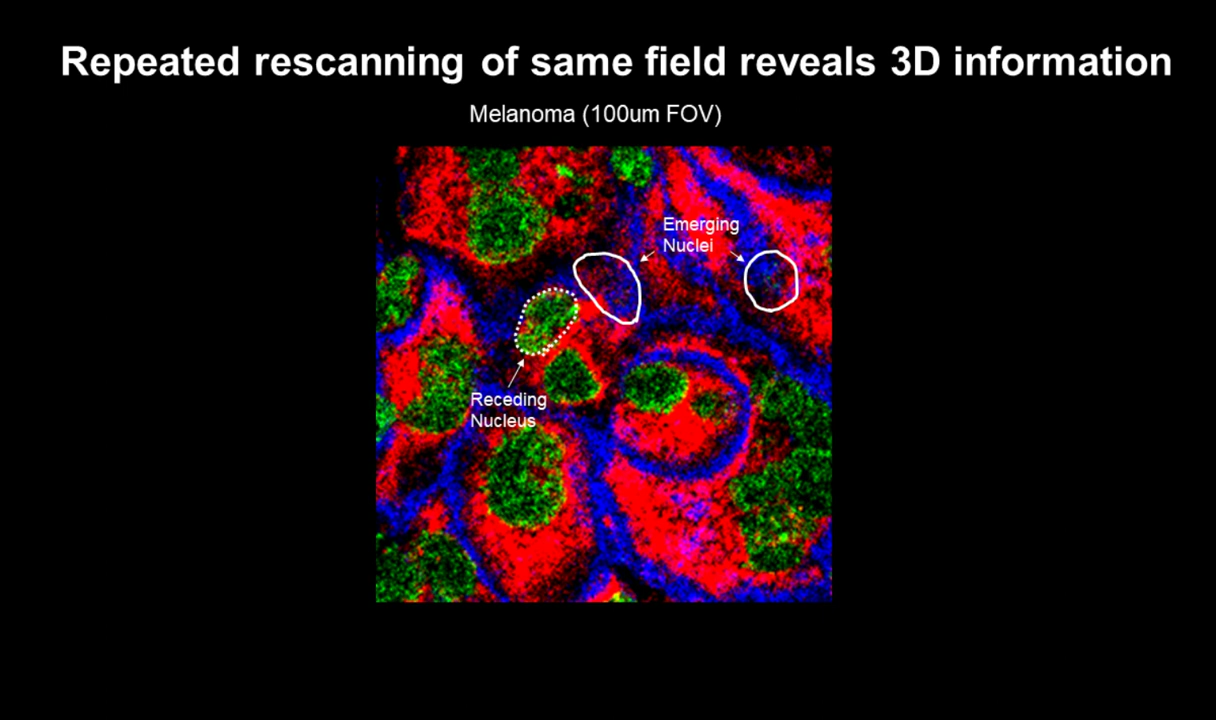 Repeated rescanning of same field reveals 3D information
Melanoma (100um FOV)
Emerging
Nuclei
Receding
Nucleus